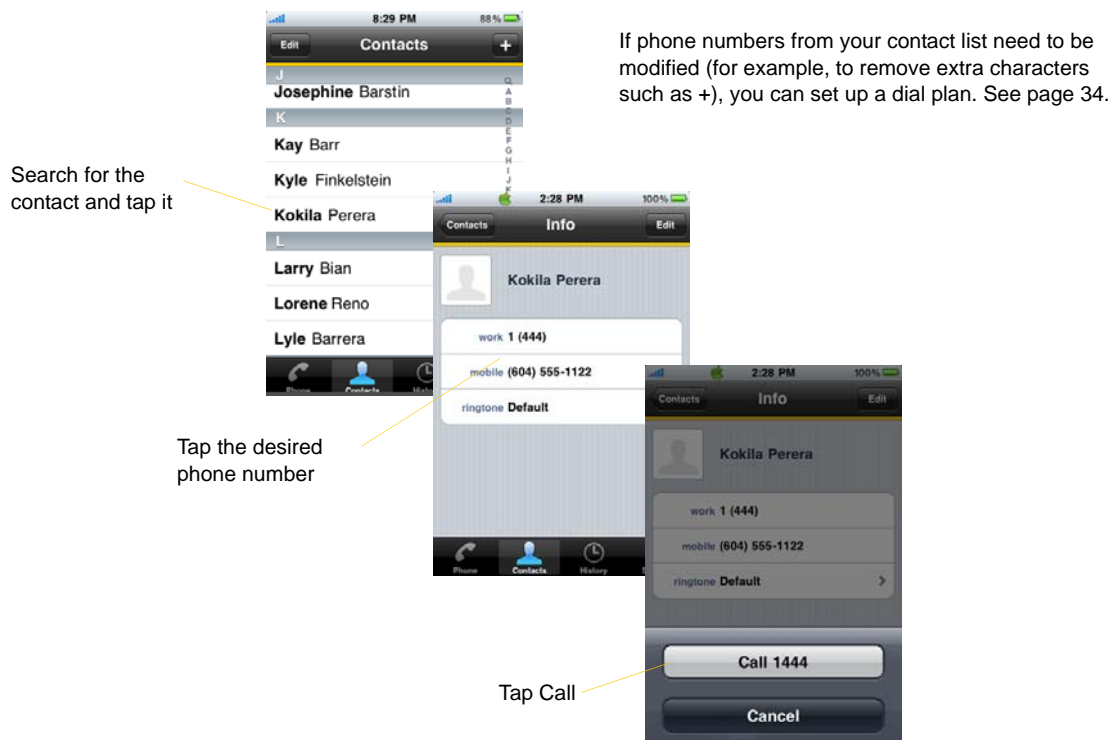 8:29 PM 88%
Edit Contacts +
If phone numbers from your contact list need to be
modified (for example, to remove extra characters
such as +), you can set up a dial plan. See page 34.
J
Josephine Barstin
K
Kay Barr
Kyle Finkelstein
Kokila Perera
L
Larry Bian
Lorene Reno
Lyle Barrera
Phone Contacts
A
B
C
D
E
F
G
H
I
J
K
Search for the
contact and tap it
2:28 PM 100%
Contacts Info Edit
Kokila Perera
work 1 (444)
mobile (604) 555-1122
ringtone Default
Phone Contacts History
Tap the desired
phone number
2:28 PM 100%
Contacts Info Edit
Kokila Perera
work 1 (444)
mobile (604) 555-1122
ringtone Default
Call 1444
Cancel
Tap Call